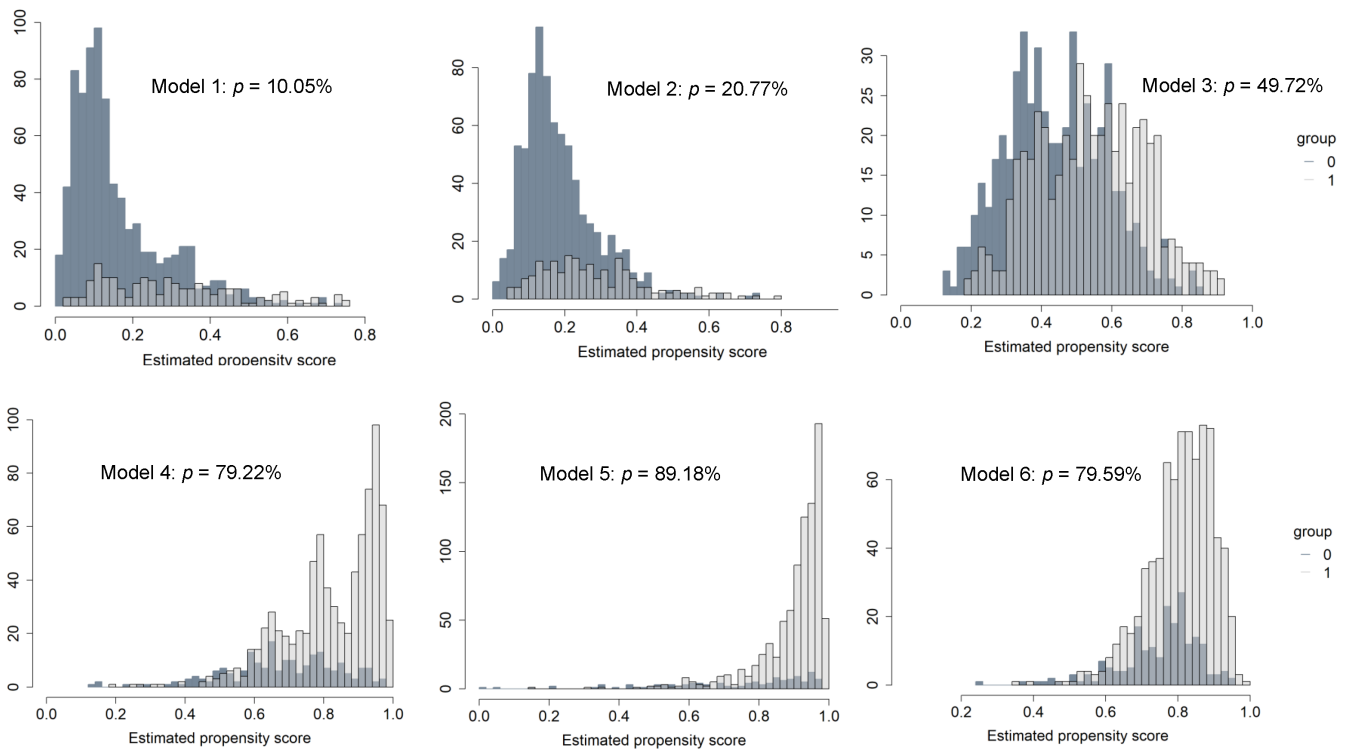 Model 1: p = 10.05%
100
80
60
40
20
0
0.0 0.2 0.4 0.6 0.8
Estimated propensity score
Model 2: p = 20.77%
80
60
40
20
0
0.0 0.2 0.4 0.6 0.8
Estimated propensity score
Model 3: p = 49.72%
30
25
20
15
10
5
0
0.0 0.2 0.4 0.6 0.8 1.0
Estimated propensity score
group
0
1
Model 4: p = 79.22%
100
80
60
40
20
0
0.0 0.2 0.4 0.6 0.8 1.0
Estimated propensity score
Model 5: p = 89.18%
200
150
100
50
0
0.0 0.2 0.4 0.6 0.8 1.0
Estimated propensity score
Model 6: p = 79.59%
60
40
20
0
0.2 0.4 0.6 0.8 1.0
Estimated propensity score
group
0
1